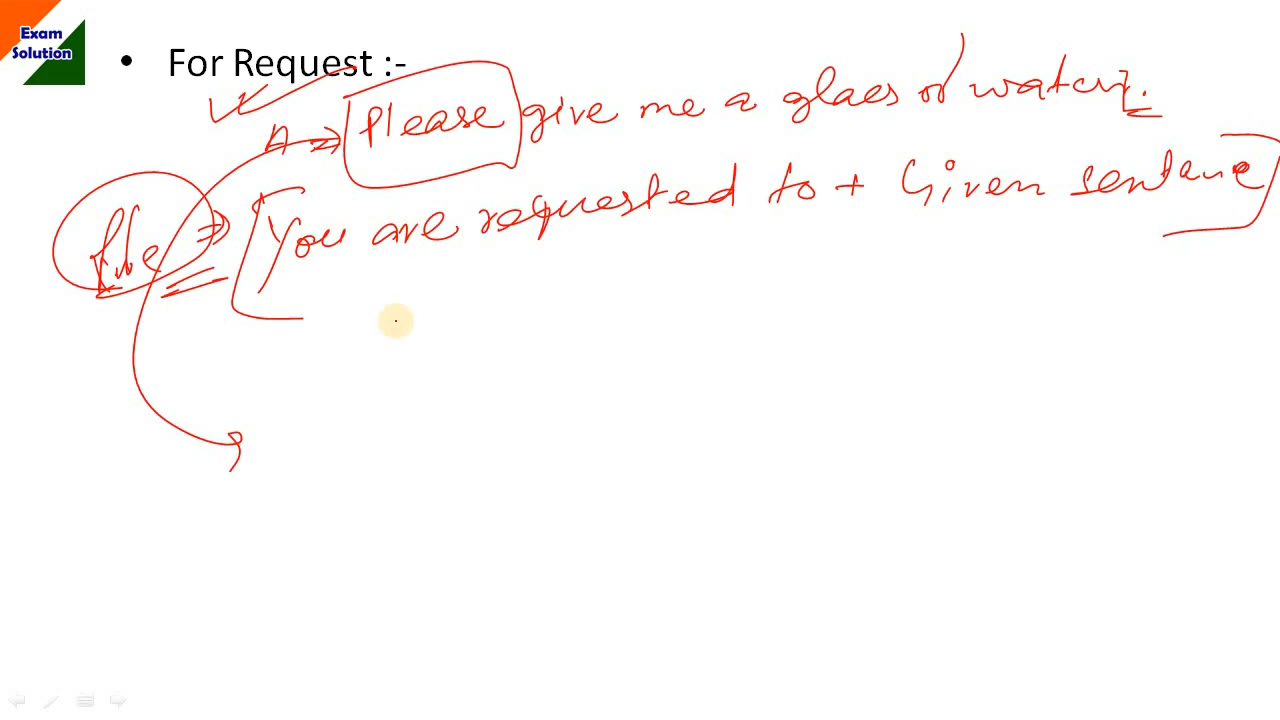 Exam
Solution
• For Request :-
A ⇒ Please give me a glass of water.
⇒ You are requested to + Given sentence